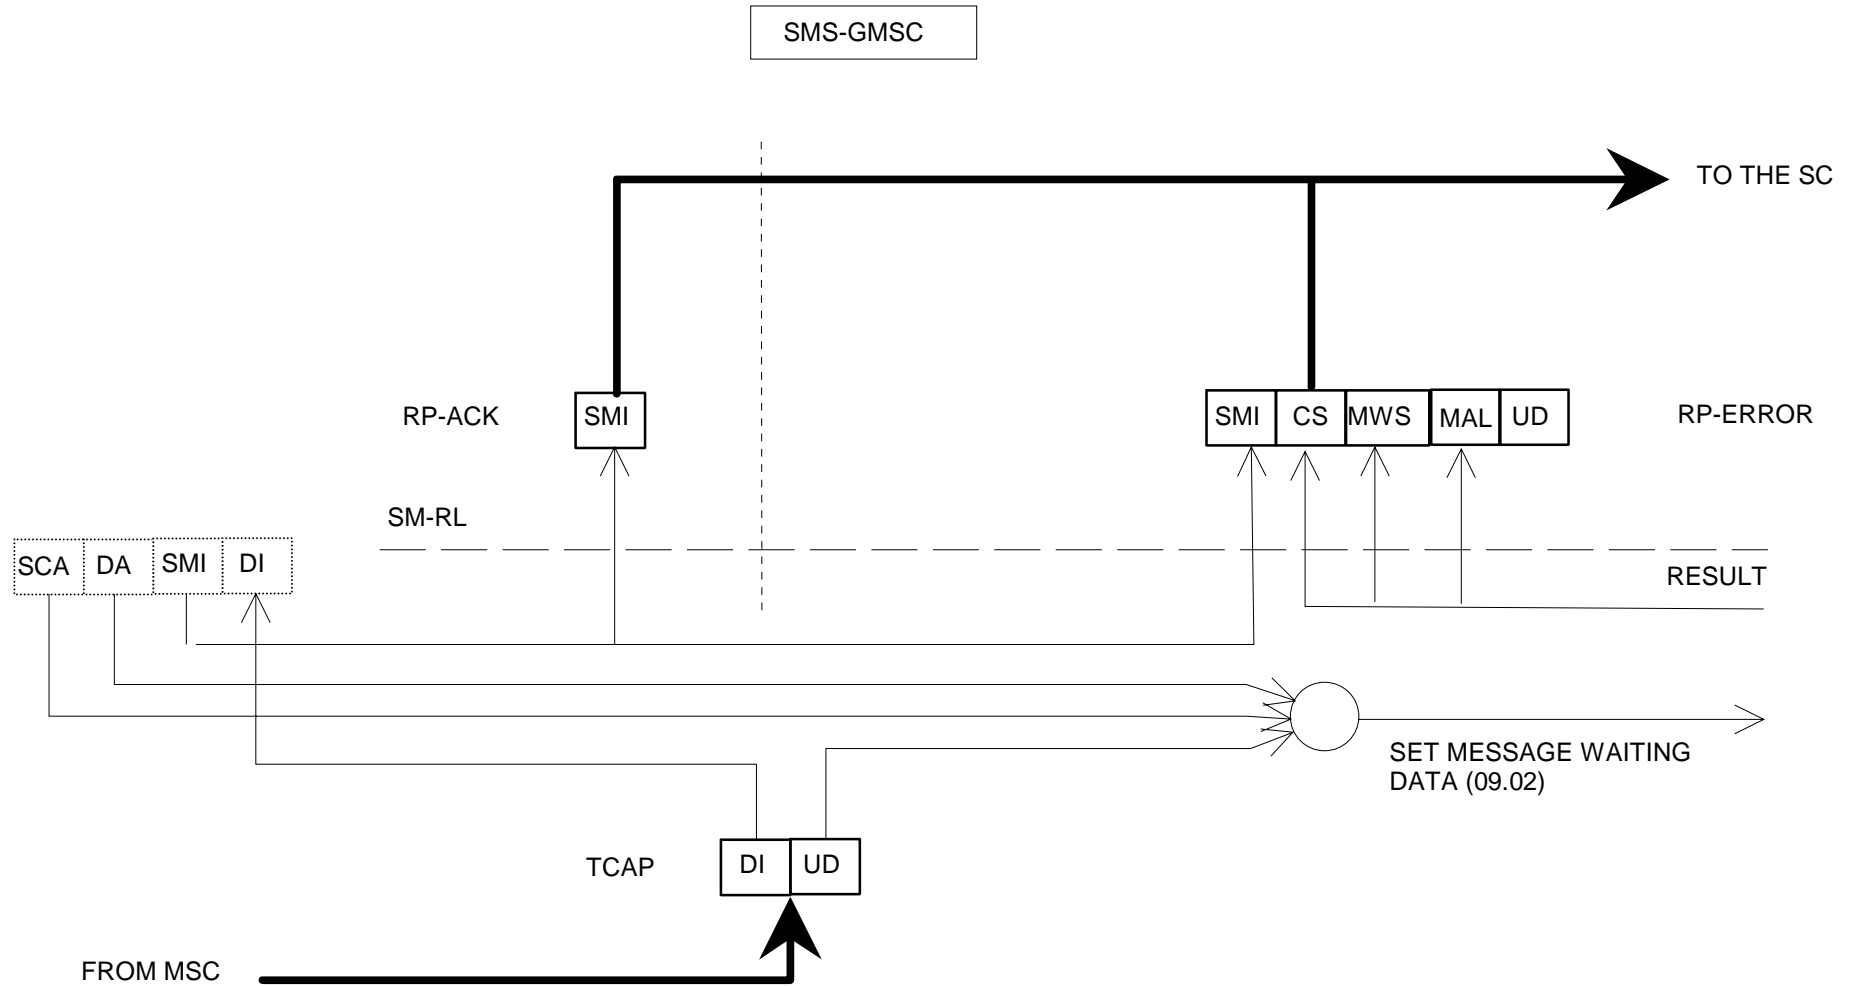 SMS-GMSC
TO THE SC
RP-ACK
SMI
SMI CS MWS MAL UD
RP-ERROR
SM-RL
SCA DA SMI DI
RESULT
SET MESSAGE WAITING
DATA (09.02)
TCAP
DI UD
FROM MSC